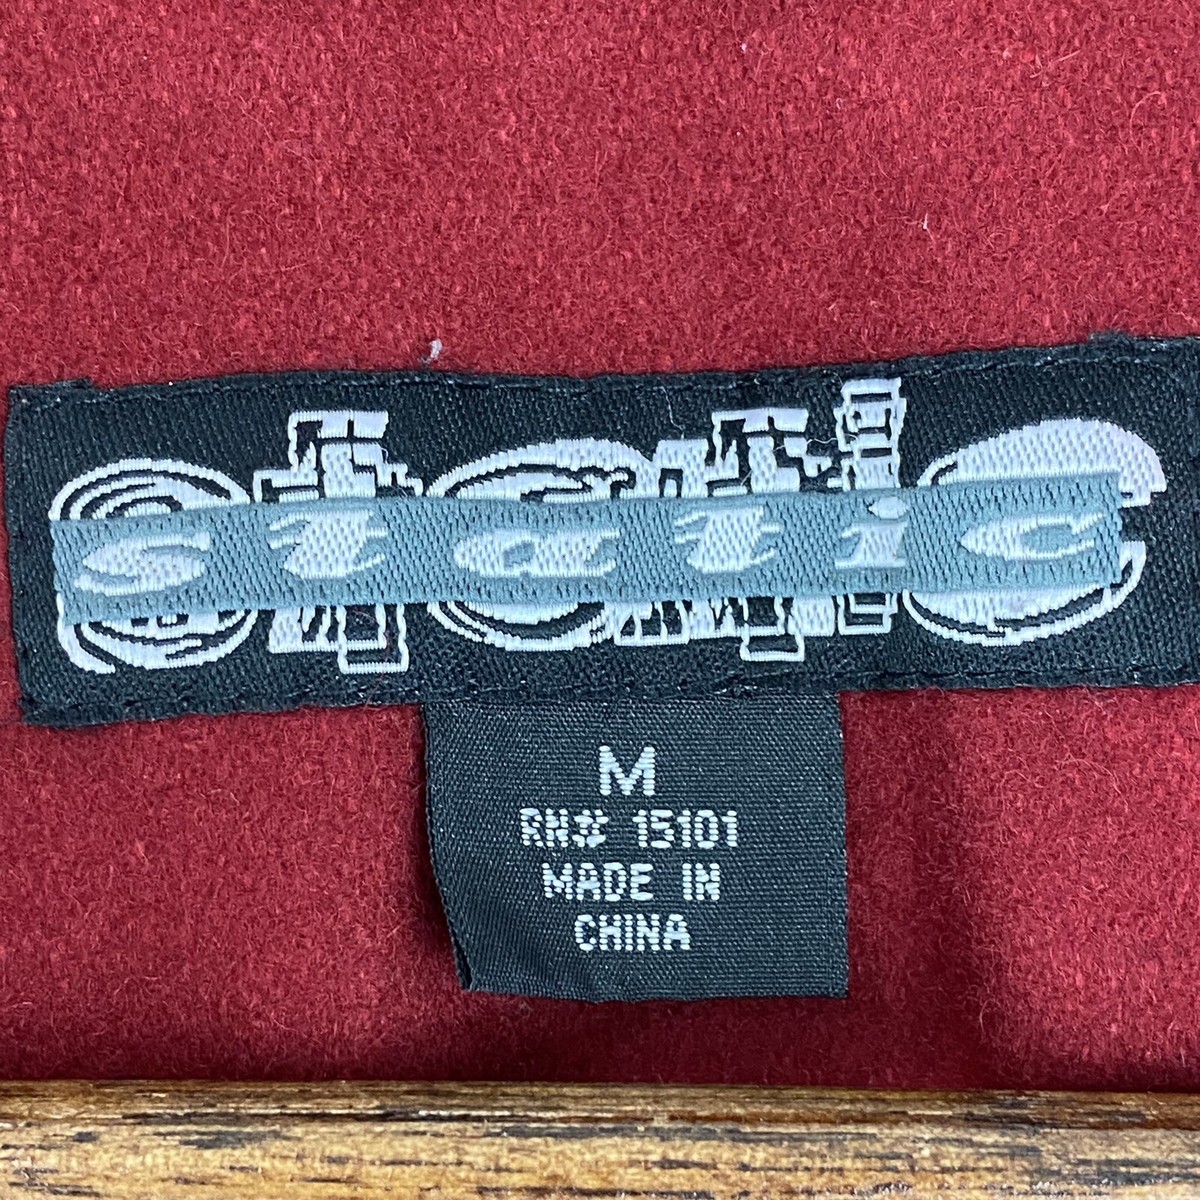 static
M
RN# 15101
MADE IN
CHINA